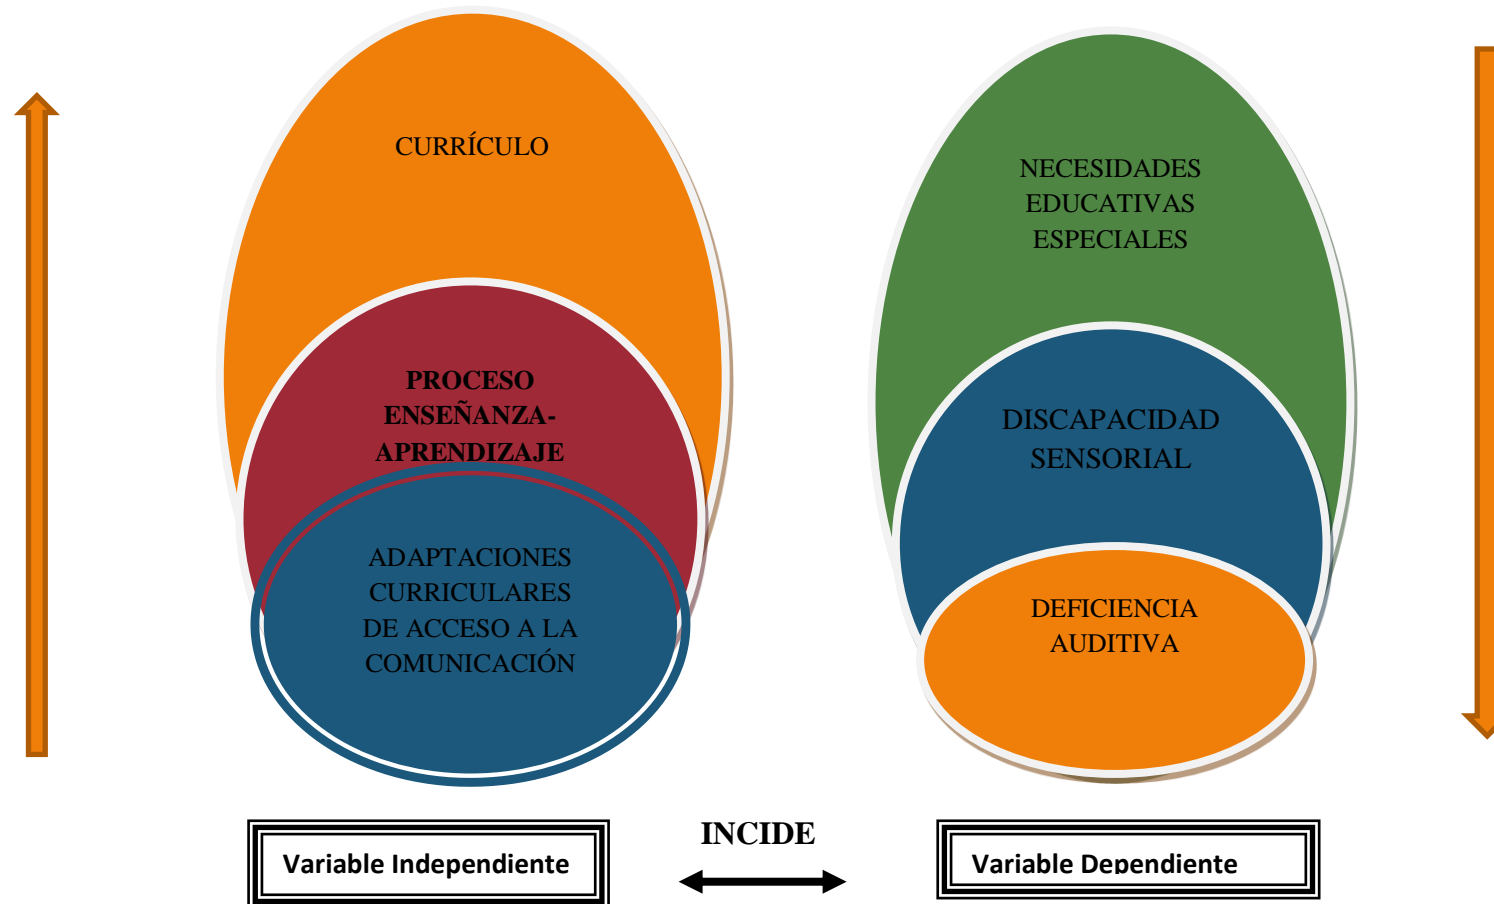 CURRÍCULO
PROCESO
ENSEÑANZA-
APRENDIZAJE
ADAPTACIONES
CURRICULARES
DE ACCESO A LA
COMUNICACIÓN
NECESIDADES
EDUCATIVAS
ESPECIALES
DISCAPACIDAD
SENSORIAL
DEFICIENCIA
AUDITIVA
Variable Independiente
INCIDE
Variable Dependiente